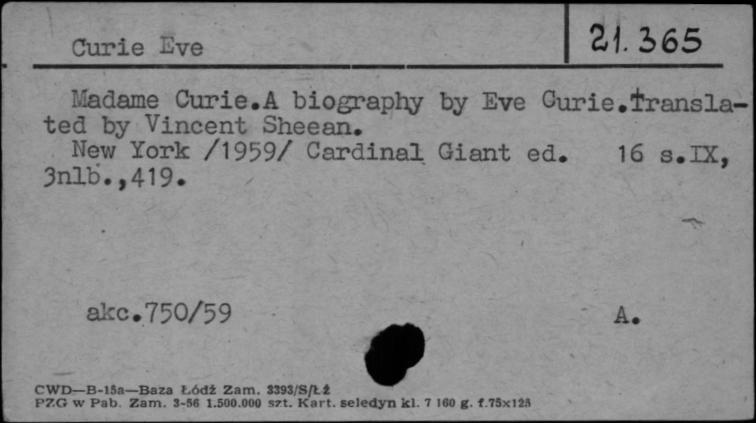 Curie Eve
21.365
Madame Curie.A biography by Eve Curie.Transla-
ted by Vincent Sheean.
New York /1959/ Cardinal Giant ed. 16 s.IX,
3nlb.,419.
akc.750/59
A.
CWD—B-15a—Baza Łódź Zam. 3393/S/ŁŻ
PZG w Pab. Zam. 3-56 1.500.000 szt. Kart. seledyn kl. 7 160 g. f.75x125